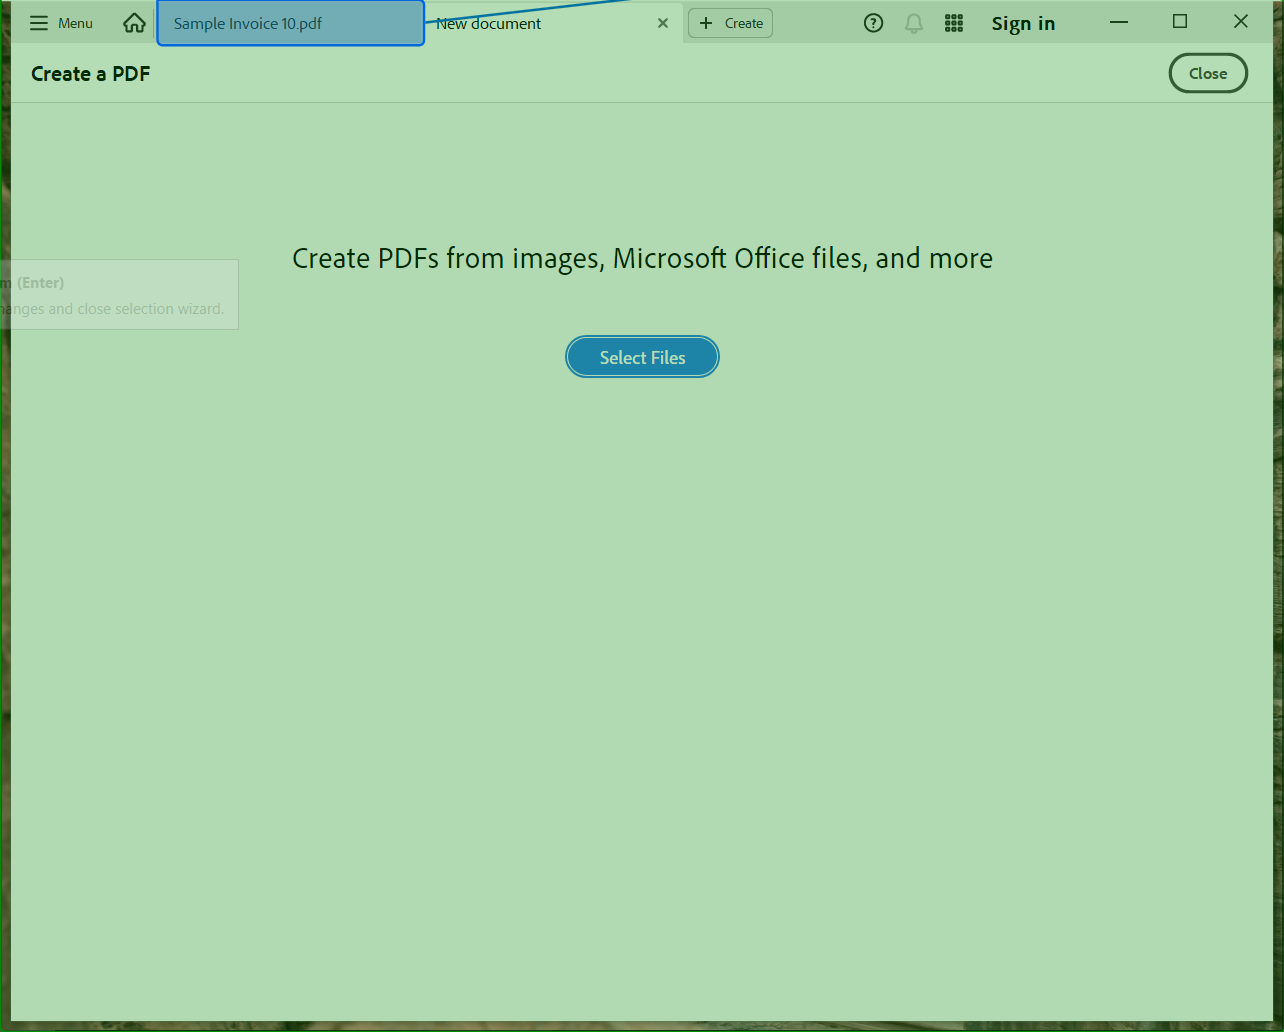 Menu
Sample Invoice 10.pdf
New document
Create
Sign in
Create a PDF
Close
Create PDFs from images, Microsoft Office files, and more
(Enter)
and close selection wizard.
Select Files